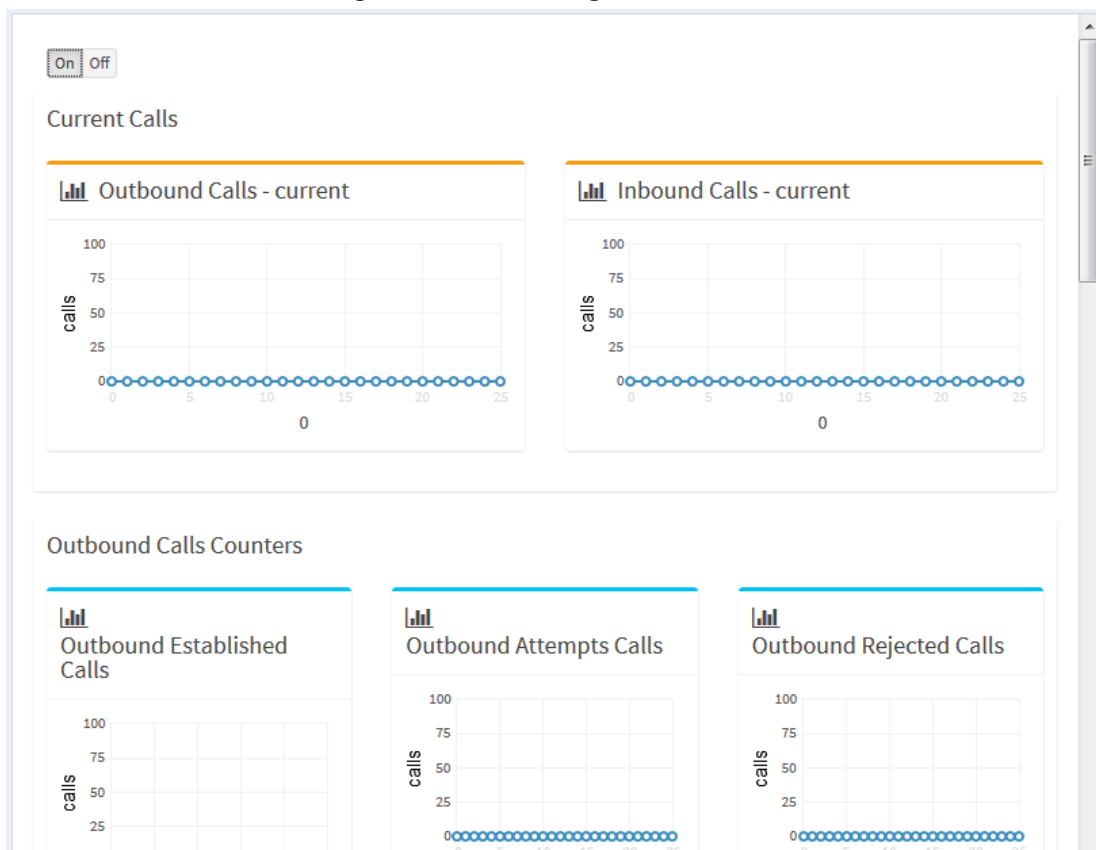 On Off
Current Calls
Outbound Calls - current
Inbound Calls - current
100
75
50
25
0
calls
0 5 10 15 20 25
0
100
75
50
25
0
calls
0 5 10 15 20 25
0
Outbound Calls Counters
Outbound Established
Calls
Outbound Attempts Calls
Outbound Rejected Calls
100
75
50
25
calls
100
75
50
25
0
calls
100
75
50
25
0
calls